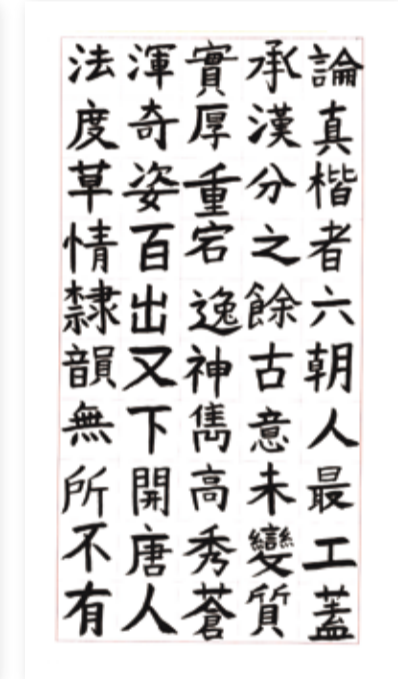 論真楷者六朝人最工蓋
承漢分之餘古意未變質
實厚重宕逸神雋高秀蒼
渾奇姿百出又下開唐人
法度草情隸韻無所不有